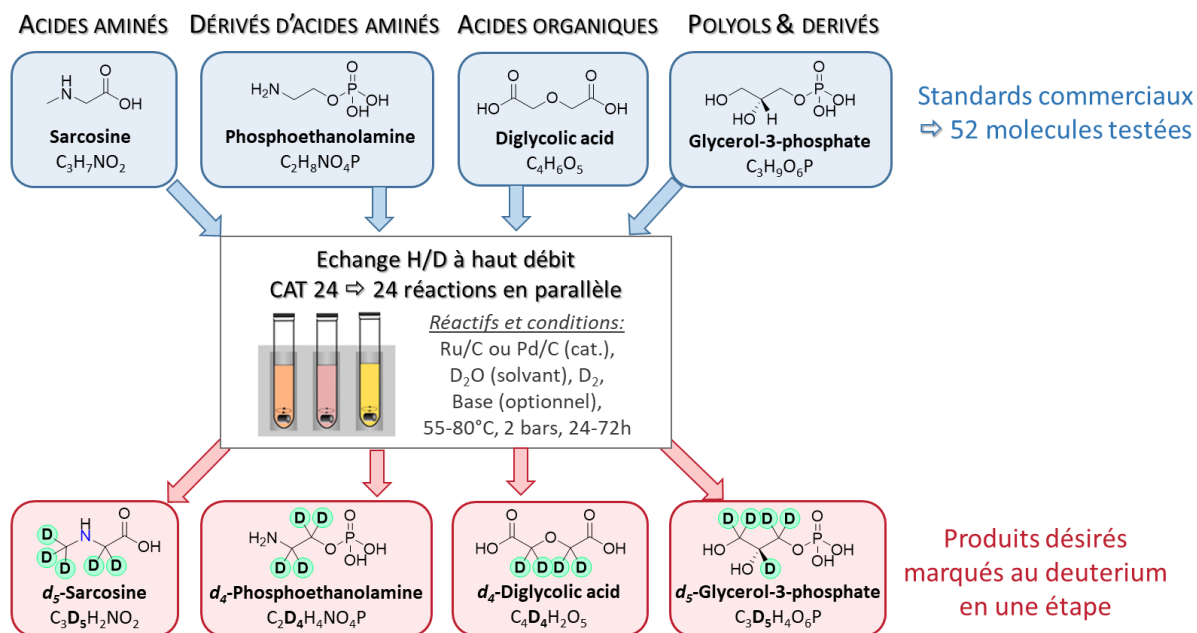 ACIDES AMINÉS
DÉRIVÉS D'ACIDES AMINÉS
ACIDES ORGANIQUES
POLYOLS & DERIVÉS
H
N
O
OH
Sarcosine
C3H7NO2
H2N
O
O
P
OH
OH
Phosphoethanolamine
C2H8NO4P
O
O
HO
O
OH
Diglycolic acid
C4H6O5
HO
HO
H
O
O
P
OH
OH
Glycerol-3-phosphate
C3H9O6P
Standards commerciaux
⇨ 52 molecules testées
Echange H/D à haut débit
CAT 24 ⇨ 24 réactions en parallèle
Réactifs et conditions:
Ru/C ou Pd/C (cat.),
D2O (solvant), D2,
Base (optionnel),
55-80°C, 2 bars, 24-72h
D
D
D
H
N
D
D
O
OH
d5-Sarcosine
C3D5H2NO2
H2N
D
D
D
D
O
O
P
OH
OH
d4-Phosphoethanolamine
C2D4H4NO4P
O
O
HO
O
OH
D
D
D
D
d4-Diglycolic acid
C4D4H2O5
D
D
D
D
HO
HO
D
O
O
P
OH
OH
d5-Glycerol-3-phosphate
C3D5H4O6P
Produits désirés
marqués au deuterium
en une étape